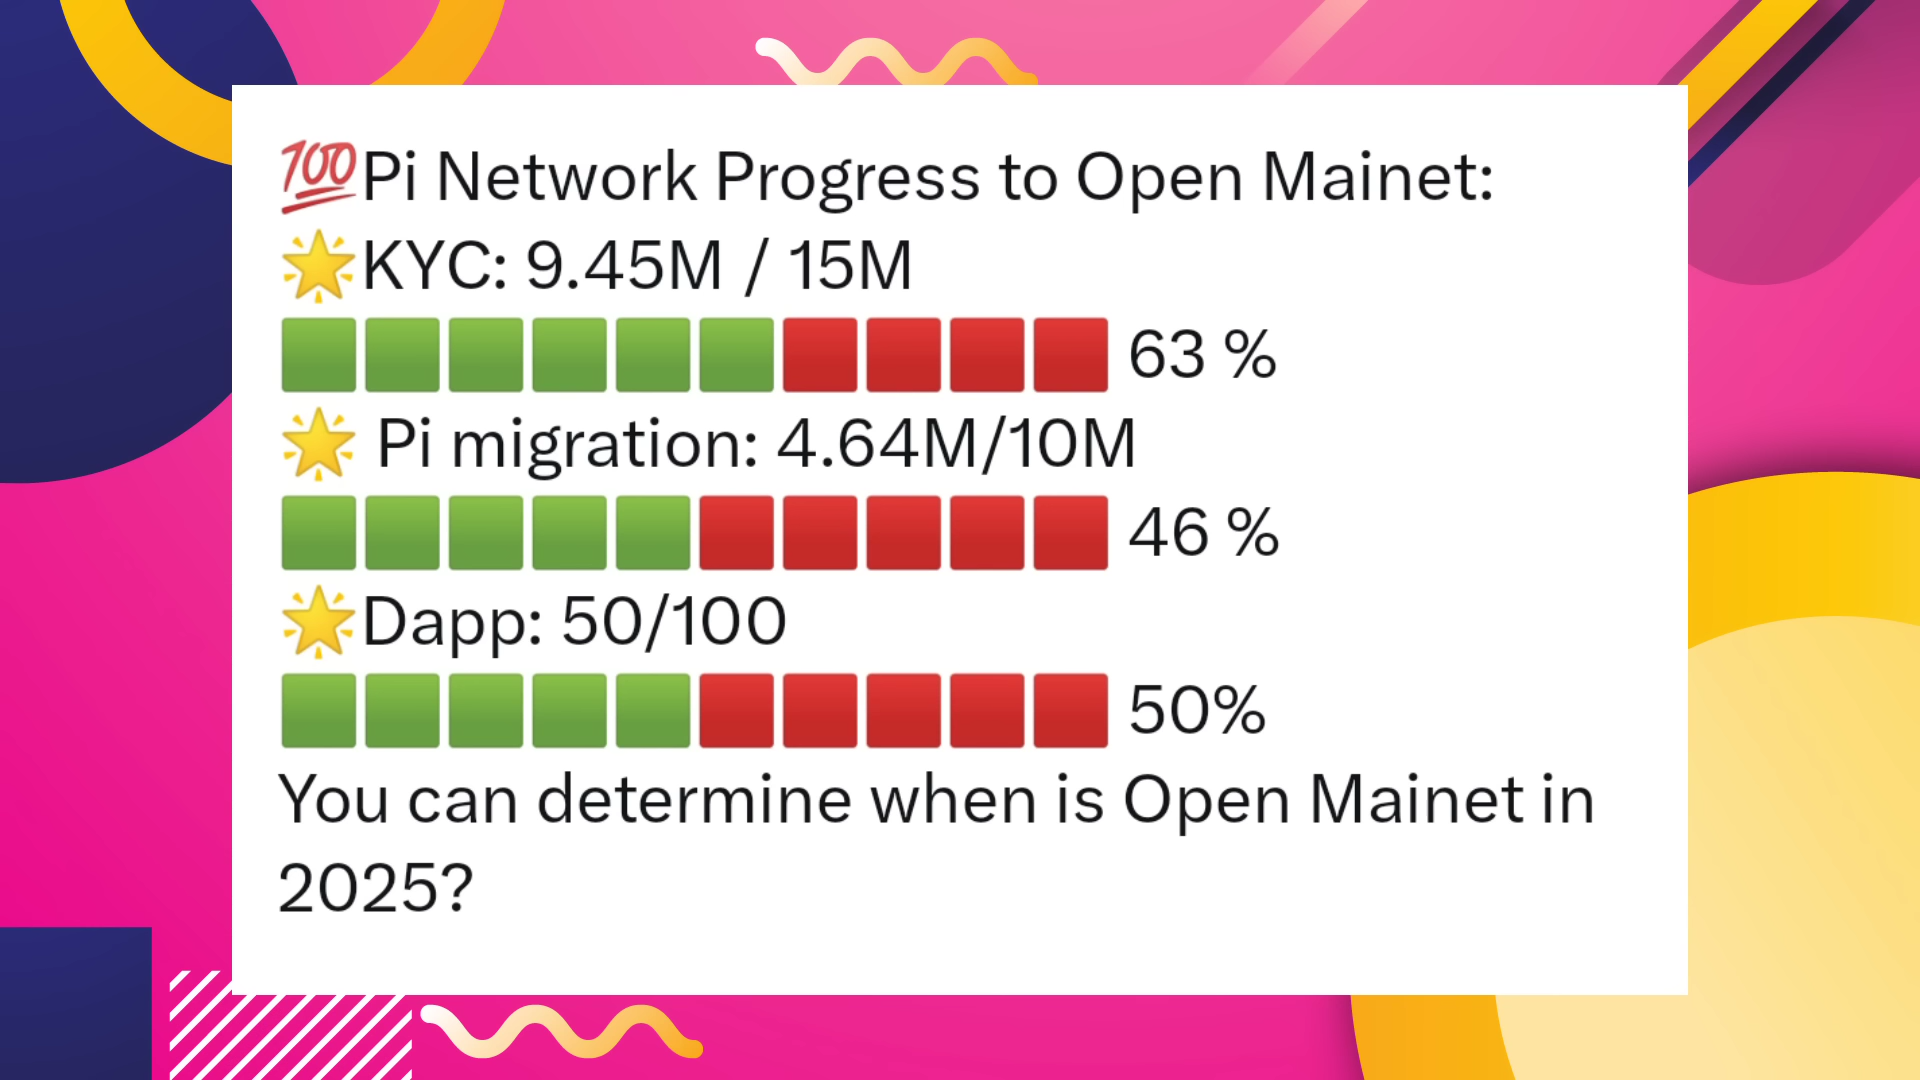 💯Pi Network Progress to Open Mainet:
🌟KYC: 9.45M / 15M
🟩🟩🟩🟩🟩🟩🟥🟥🟥🟥 63 %
🌟 Pi migration: 4.64M/10M
🟩🟩🟩🟩🟩🟥🟥🟥🟥🟥 46 %
🌟Dapp: 50/100
🟩🟩🟩🟩🟩🟥🟥🟥🟥🟥 50%
You can determine when is Open Mainet in
2025?